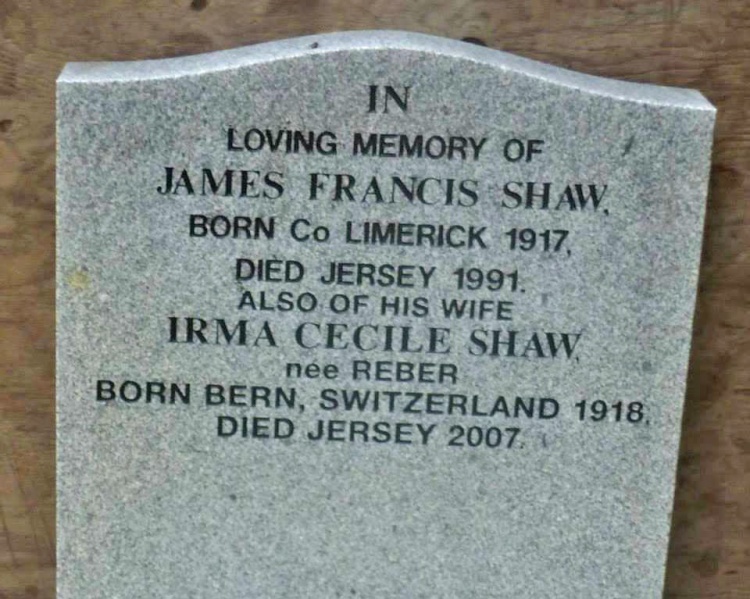 IN
LOVING MEMORY OF
JAMES FRANCIS SHAW,
BORN Co LIMERICK 1917,
DIED JERSEY 1991.
ALSO OF HIS WIFE
IRMA CECILE SHAW,
née REBER
BORN BERN, SWITZERLAND 1918,
DIED JERSEY 2007.